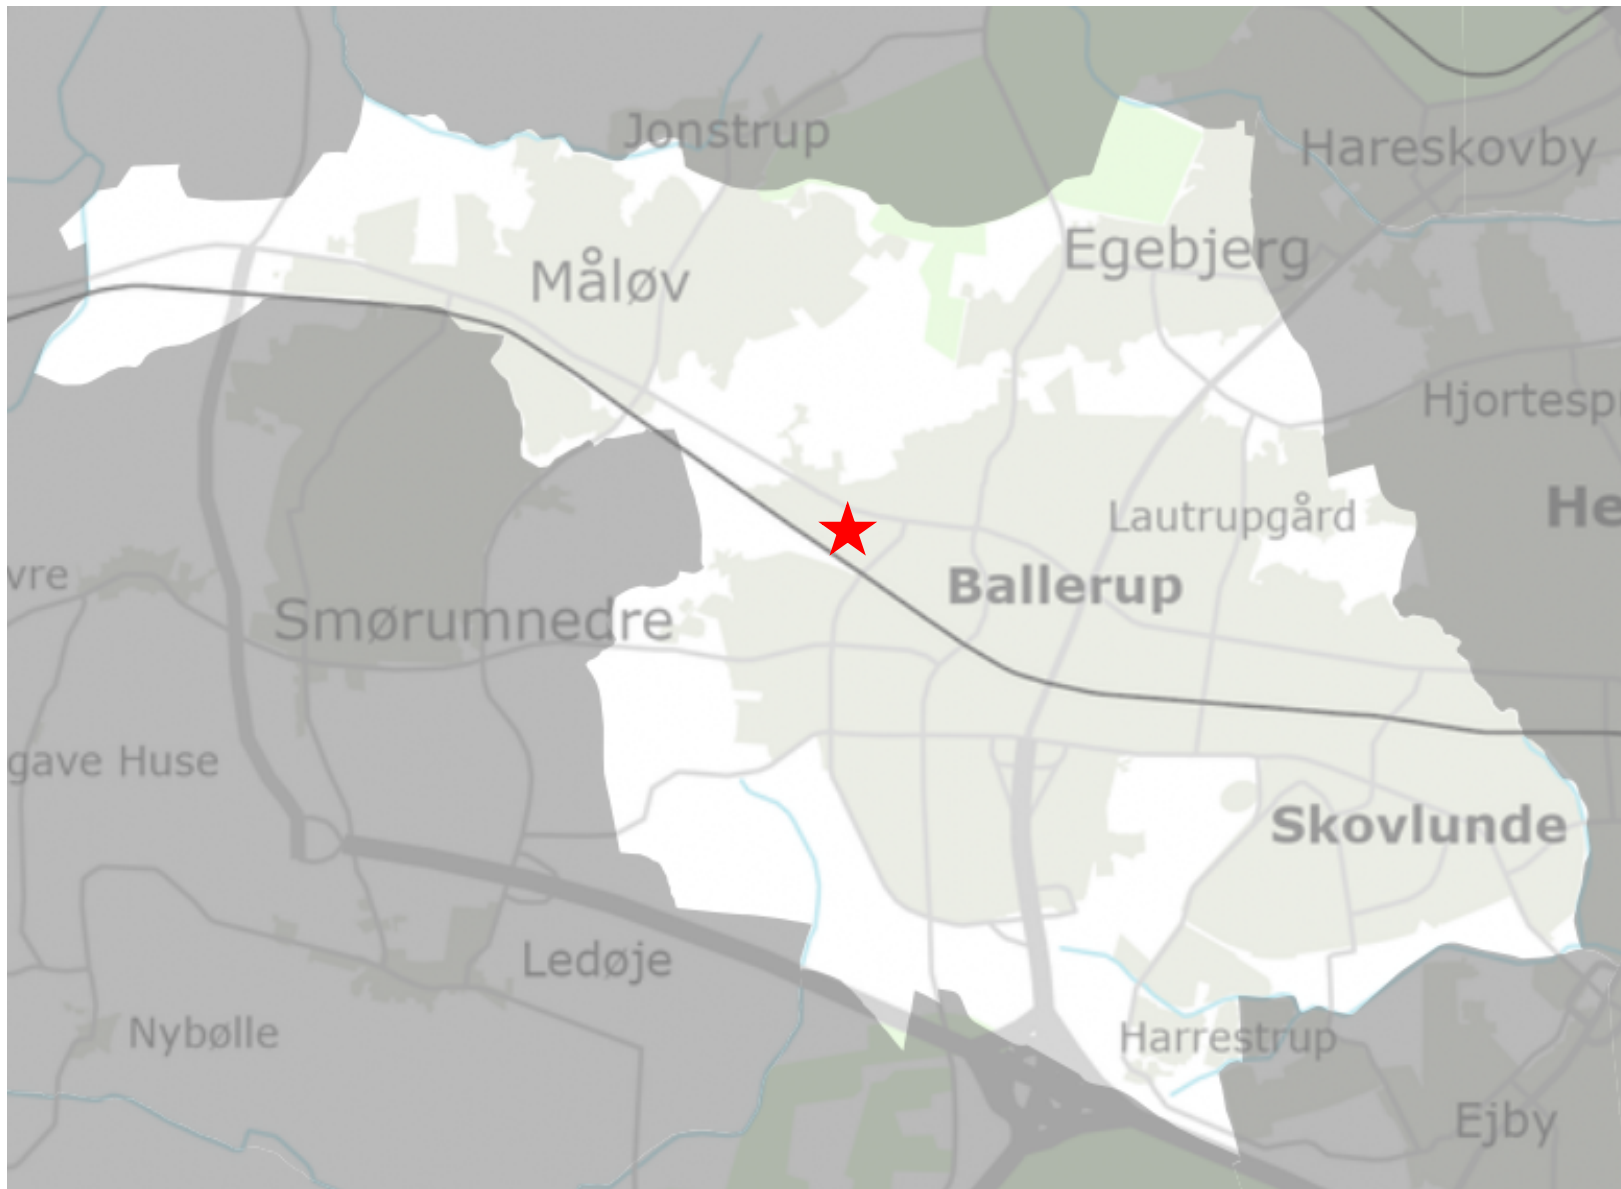 Jonstrup
Hareskovby
Egebjerg
Måløv
Hjortesp
He
Lautrupgård
vre
Ballerup
Smørumnedre
gave Huse
Skovlunde
Ledøje
Nybølle
Harrestrup
Ejby